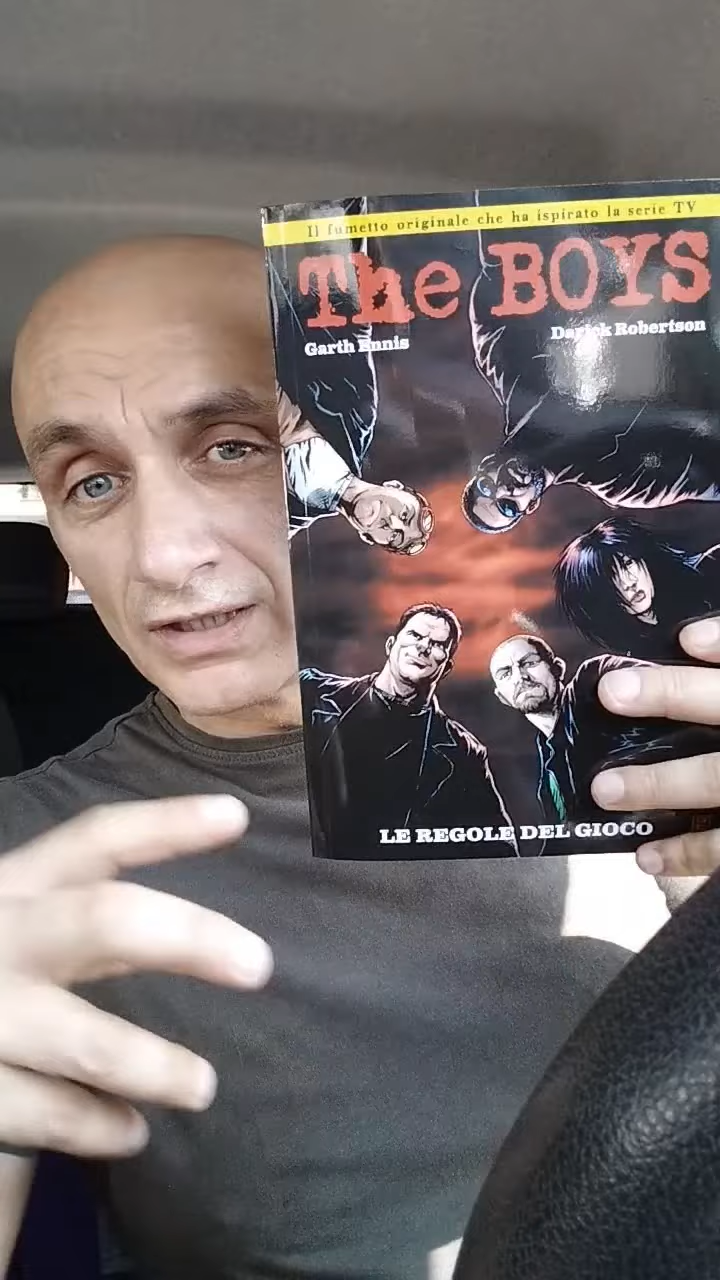 Il fumetto originale che ha ispirato la serie TV
The BOYS
Garth Ennis
Darick Robertson
LE REGOLE DEL GIOCO